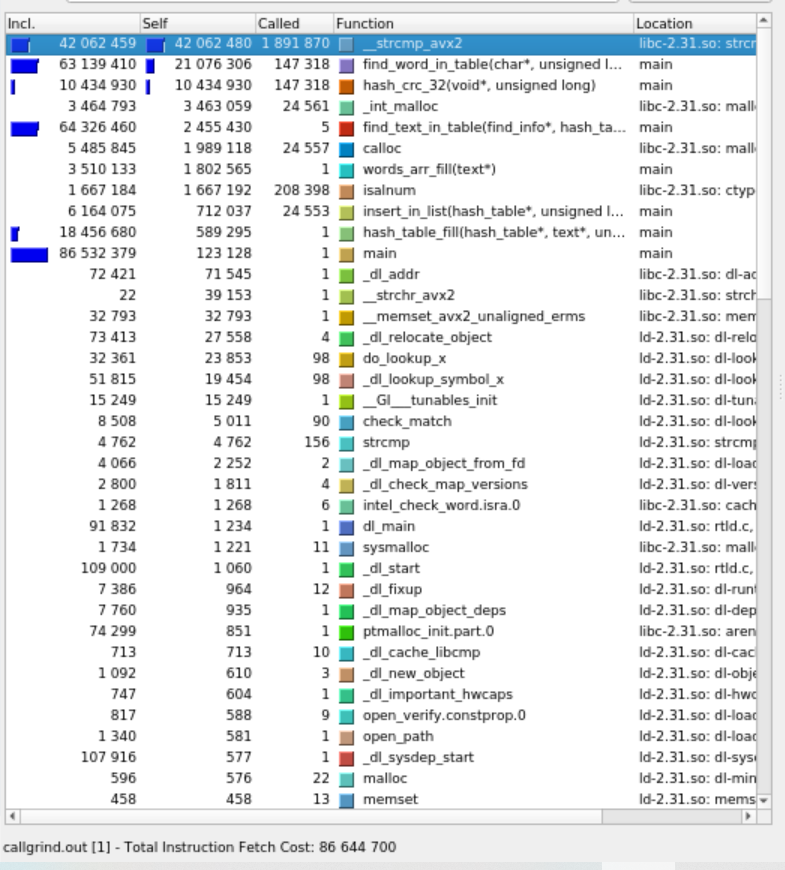 Incl. Self Called Function Location
42 062 459 42 062 480 1 891 870 __strcmp_avx2 libc-2.31.so: strcr
63 139 410 21 076 306 147 318 find_word_in_table(char*, unsigned l... main
10 434 930 10 434 930 147 318 hash_crc_32(void*, unsigned long) main
3 464 793 3 463 059 24 561 _int_malloc libc-2.31.so: mall
64 326 460 2 455 430 5 find_text_in_table(find_info*, hash_ta... main
5 485 845 1 989 118 24 557 calloc libc-2.31.so: mall
3 510 133 1 802 565 1 words_arr_fill(text*) main
1 667 184 1 667 192 208 398 isalnum libc-2.31.so: ctyp
6 164 075 712 037 24 553 insert_in_list(hash_table*, unsigned l... main
18 456 680 589 295 1 hash_table_fill(hash_table*, text*, un... main
86 532 379 123 128 1 main main
72 421 71 545 1 _dl_addr libc-2.31.so: dl-ac
22 39 153 1 __strchr_avx2 libc-2.31.so: strch
32 793 32 793 1 __memset_avx2_unaligned_erms libc-2.31.so: mem
73 413 27 558 4 _dl_relocate_object ld-2.31.so: dl-relo
32 361 23 853 98 do_lookup_x ld-2.31.so: dl-look
51 815 19 454 98 _dl_lookup_symbol_x ld-2.31.so: dl-look
15 249 15 249 1 __GI___tunables_init ld-2.31.so: dl-tuna
8 508 5 011 90 check_match ld-2.31.so: dl-look
4 762 4 762 156 strcmp ld-2.31.so: strcmp
4 066 2 252 2 _dl_map_object_from_fd ld-2.31.so: dl-load
2 800 1 811 4 _dl_check_map_versions ld-2.31.so: dl-vers
1 268 1 268 6 intel_check_word.isra.0 libc-2.31.so: cach
91 832 1 234 1 dl_main ld-2.31.so: rtld.c,
1 734 1 221 11 sysmalloc libc-2.31.so: mall
109 000 1 060 1 _dl_start ld-2.31.so: rtld.c,
7 386 964 12 _dl_fixup ld-2.31.so: dl-run
7 760 935 1 _dl_map_object_deps ld-2.31.so: dl-dep
74 299 851 1 ptmalloc_init.part.0 libc-2.31.so: aren
713 713 10 _dl_cache_libcmp ld-2.31.so: dl-cac
1 092 610 3 _dl_new_object ld-2.31.so: dl-obje
747 604 1 _dl_important_hwcaps ld-2.31.so: dl-hwc
817 588 9 open_verify.constprop.0 ld-2.31.so: dl-load
1 340 581 1 open_path ld-2.31.so: dl-load
107 916 577 1 _dl_sysdep_start ld-2.31.so: dl-syse
596 576 22 malloc ld-2.31.so: dl-min
458 458 13 memset ld-2.31.so: mems
callgrind.out [1] - Total Instruction Fetch Cost: 86 644 700